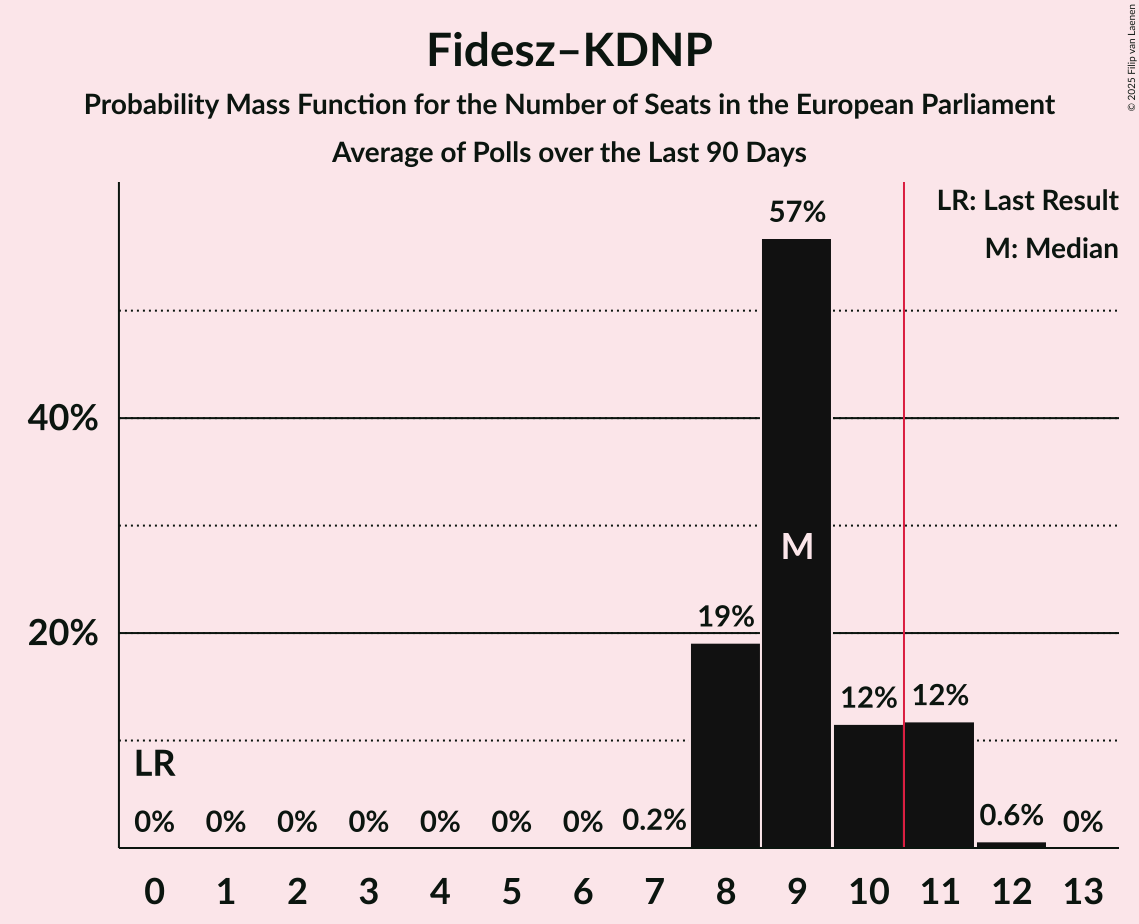 Fidesz–KDNP
Probability Mass Function for the Number of Seats in the European Parliament
Average of Polls over the Last 90 Days
© 2025 Filip van Laenen
LR: Last Result
M: Median
57%
40%
M
19%
20%
12%
12%
LR
0%
0%
0%
0%
0%
0%
0%
0.2%
0.6%
0%
0 1 2 3 4 5 6 7 8 9 10 11 12 13